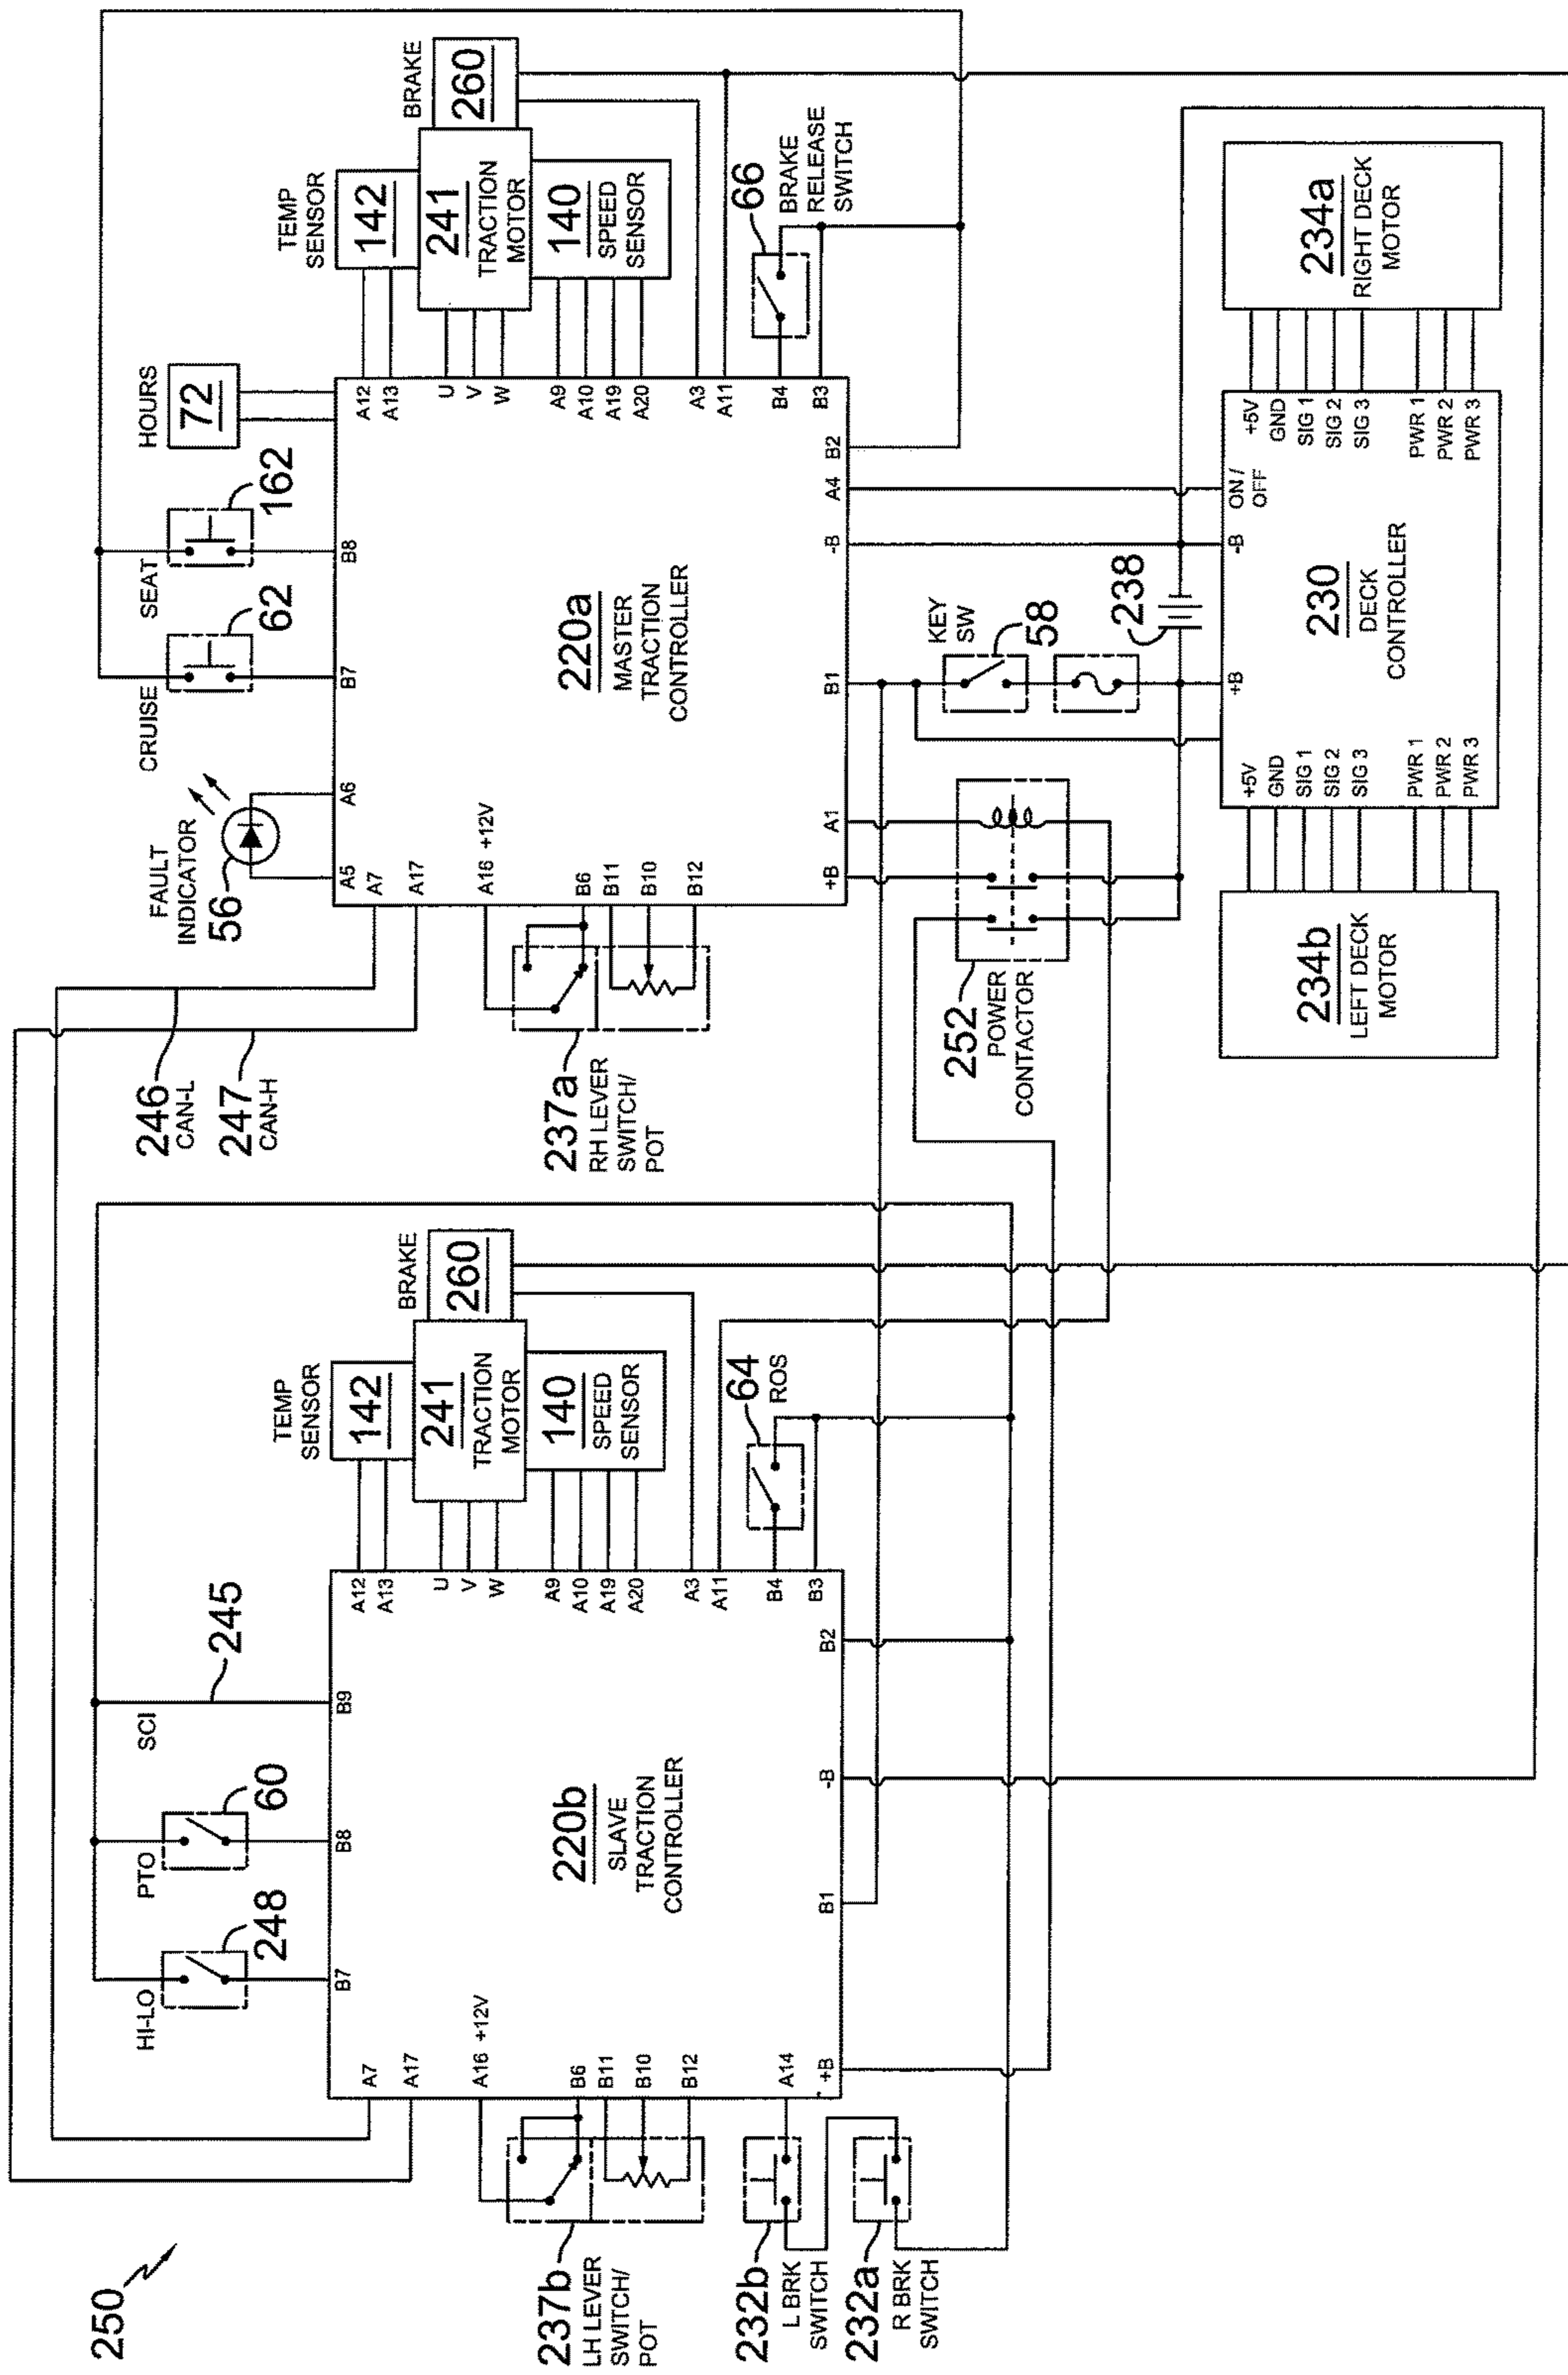 250
HI-LO
248
PTO
60
SCI
245
B7
B8
B9
A7
A17
A16 +12V
B6
B11
B10
B12
A14
+B
B1
-B
B2
220b
SLAVE
TRACTION
CONTROLLER
A12
A13
U
V
W
A9
A10
A19
A20
A3
A11
B4
B3
TEMP
SENSOR
142
241
TRACTION
MOTOR
BRAKE
260
140
SPEED
SENSOR
64
ROS
237b
LH LEVER
SWITCH/
POT
232b
L BRK
SWITCH
232a
R BRK
SWITCH
246
CAN-L
247
CAN-H
FAULT
INDICATOR
56
CRUISE
62
SEAT
162
HOURS
72
A5
A6
B7
B8
A7
A17
A16 +12V
B6
B11
B10
B12
+B
A1
B1
-B
A4
B2
220a
MASTER
TRACTION
CONTROLLER
A12
A13
U
V
W
A9
A10
A19
A20
A3
A11
B4
B3
TEMP
SENSOR
142
241
TRACTION
MOTOR
BRAKE
260
140
SPEED
SENSOR
66
BRAKE
RELEASE
SWITCH
237a
RH LEVER
SWITCH/
POT
252
POWER
CONTACTOR
KEY
SW
58
238
234b
LEFT DECK
MOTOR
+5V
GND
SIG 1
SIG 2
SIG 3
PWR 1
PWR 2
PWR 3
+B
-B
ON /
OFF
230
DECK
CONTROLLER
+5V
GND
SIG 1
SIG 2
SIG 3
PWR 1
PWR 2
PWR 3
234a
RIGHT DECK
MOTOR